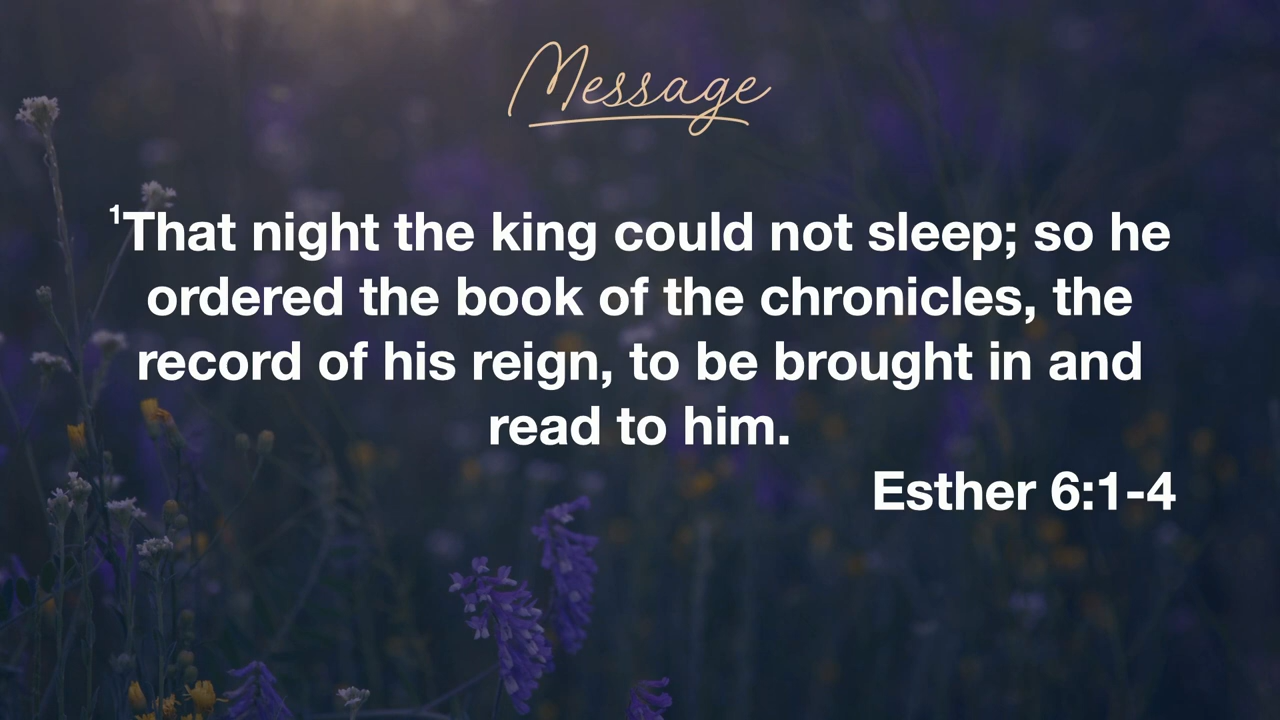 Message
¹That night the king could not sleep; so he
ordered the book of the chronicles, the
record of his reign, to be brought in and
read to him.
Esther 6:1-4